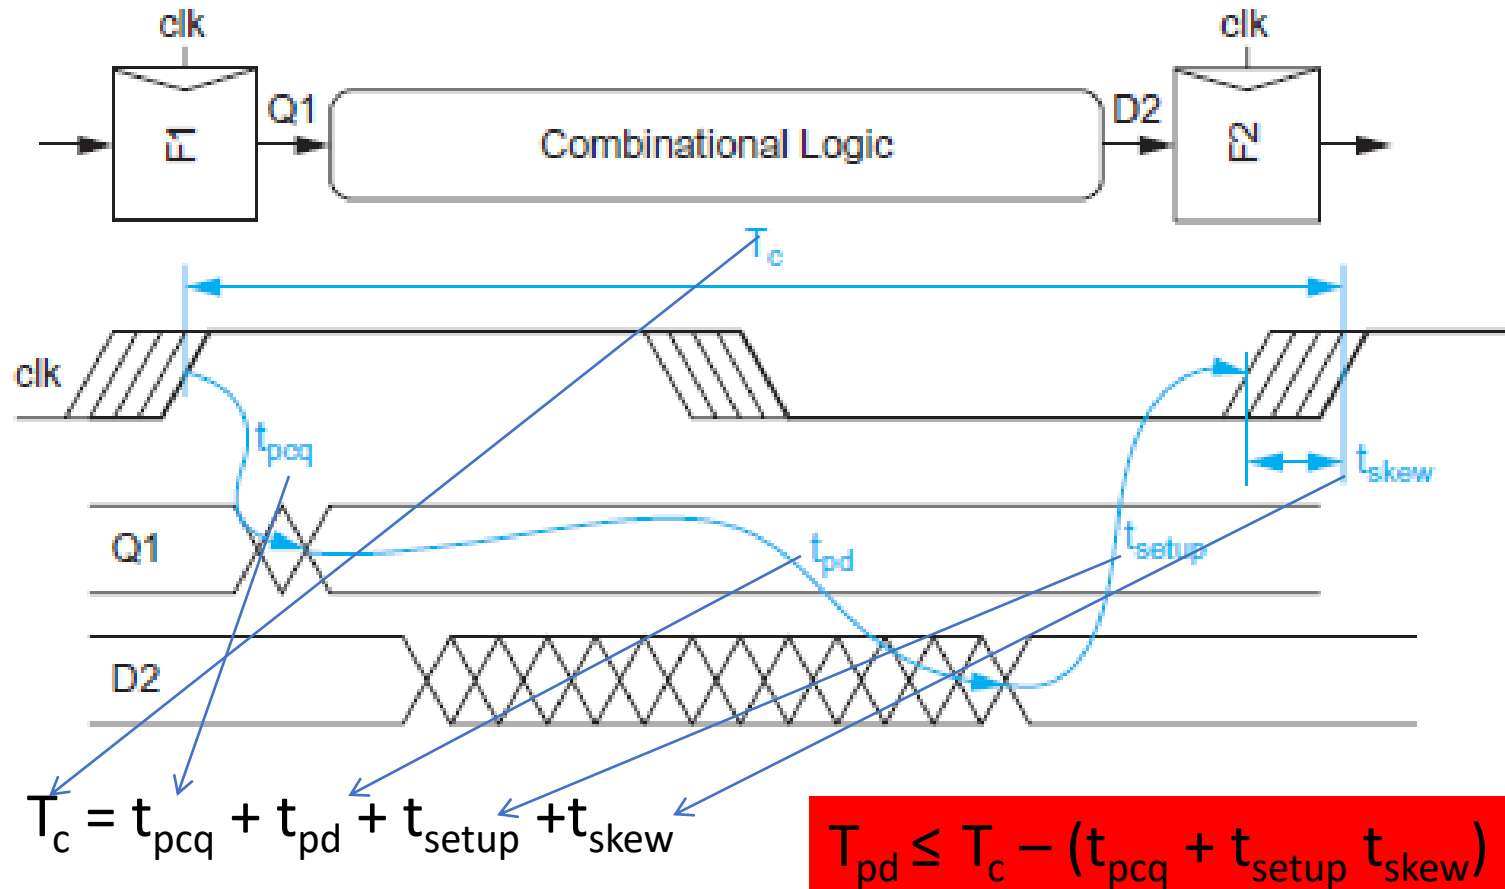 clk
clk
F1
Q1
Combinational Logic
D2
F2
Tc
clk
tpcq
tskew
Q1
tpd
tsetup
D2
Tc = tpcq + tpd + tsetup +tskew
Tpd ≤ Tc – (tpcq + tsetup tskew)